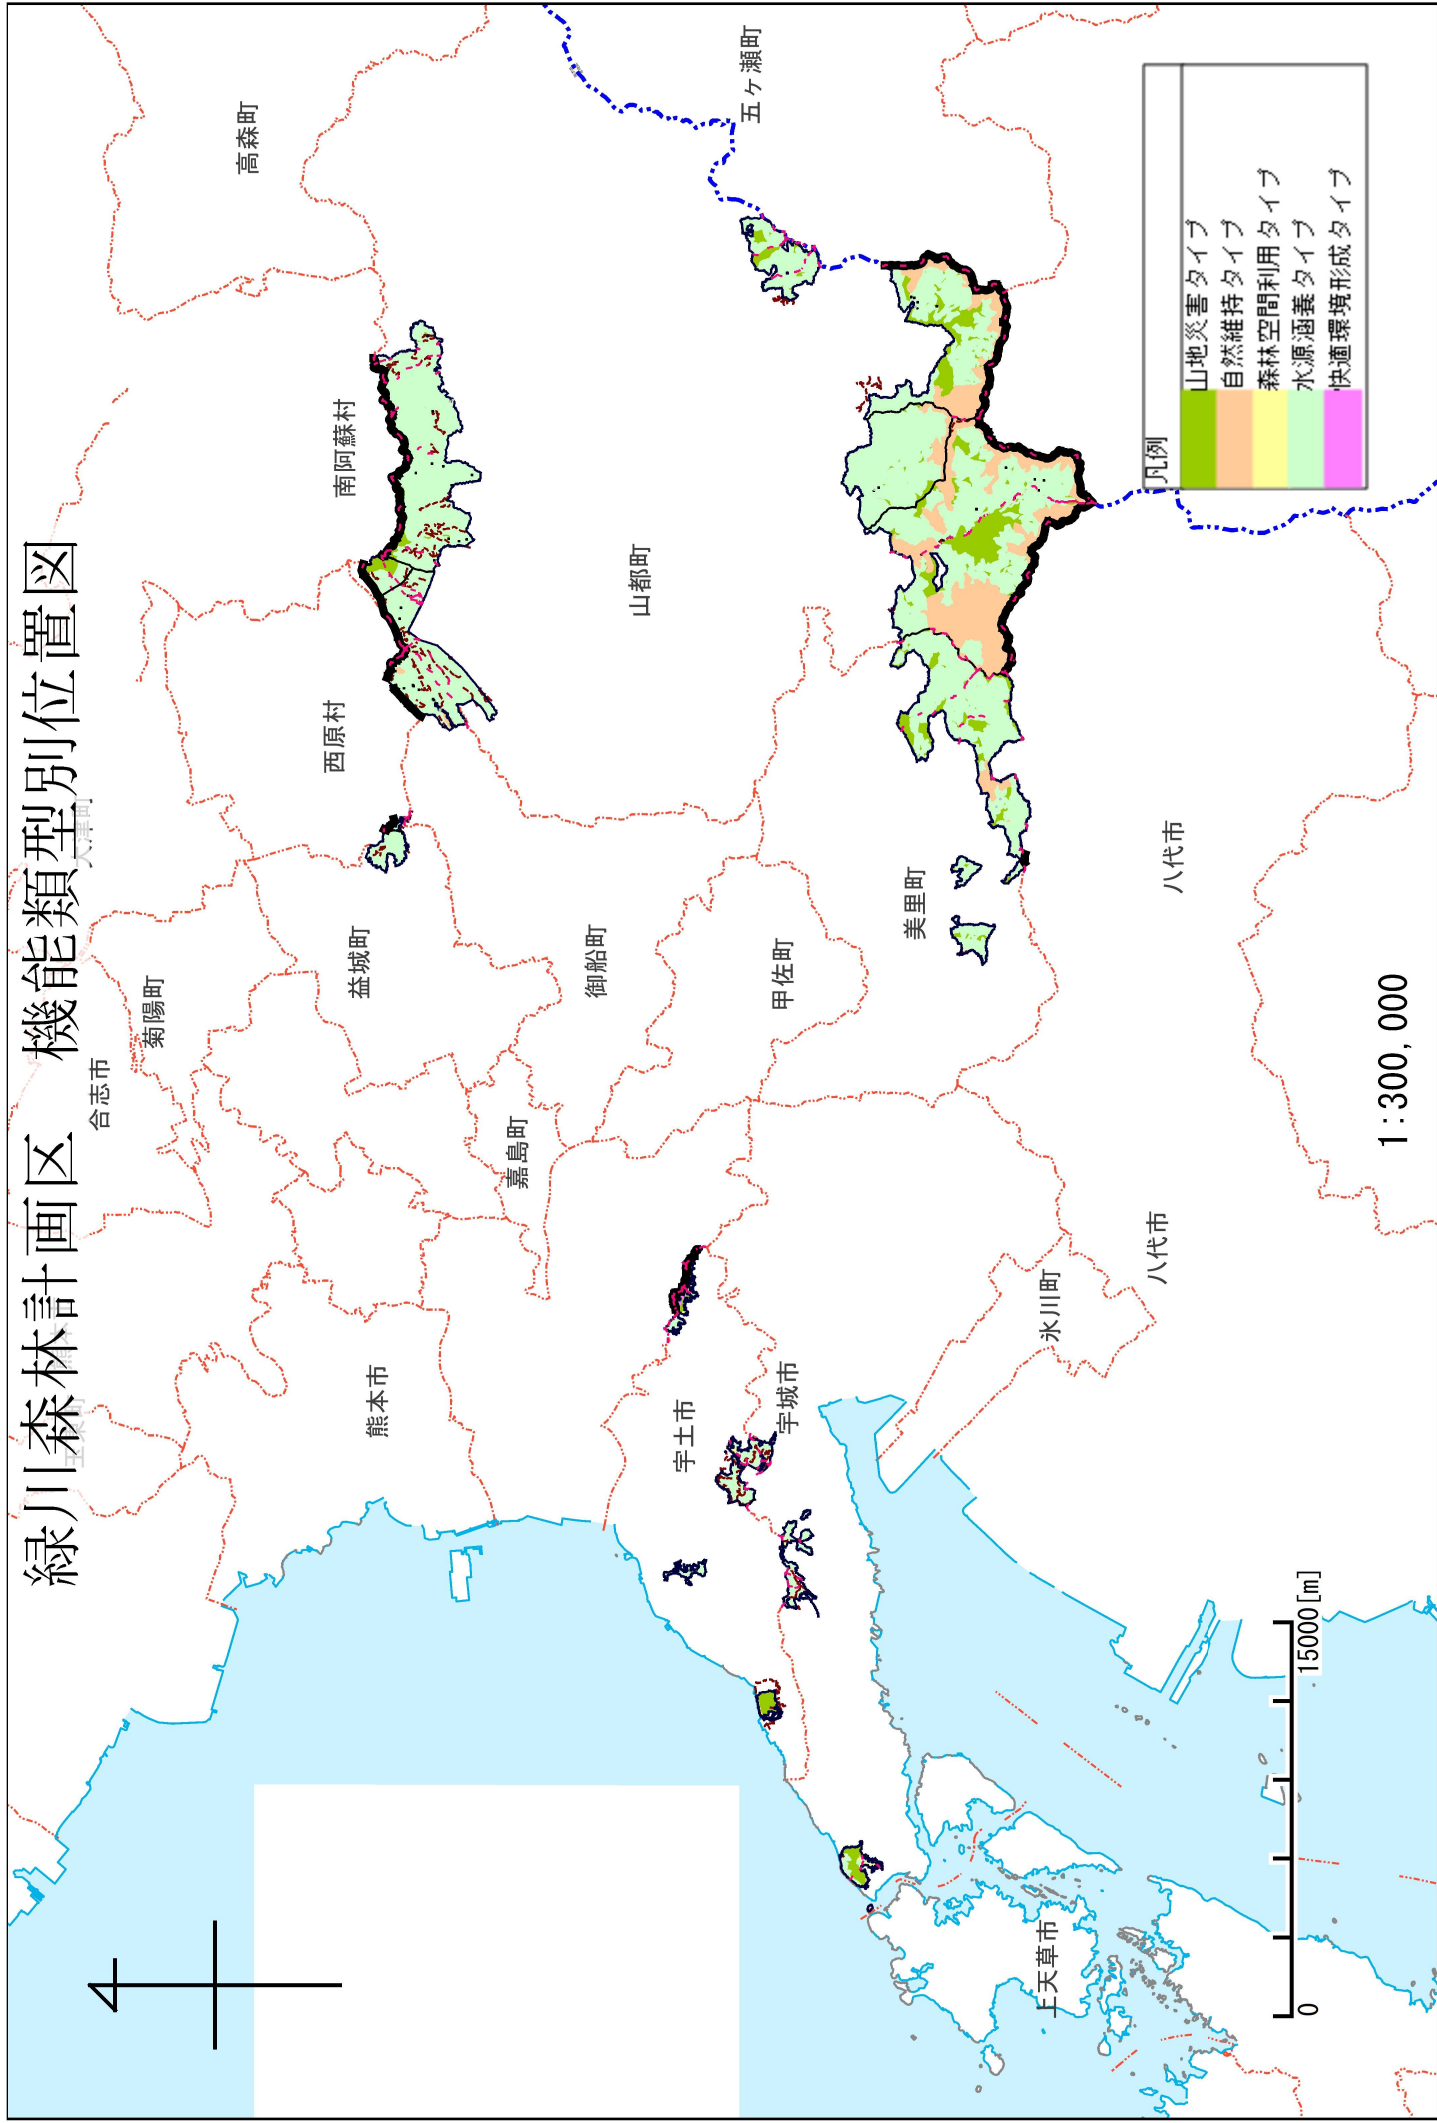 緑川森林計画区　機能類型別位置図
大津町
合志市
菊陽町
高森町
南阿蘇村
西原村
益城町
熊本市
嘉島町
御船町
山都町
五ヶ瀬町
甲佐町
宇土市
宇城市
美里町
氷川町
八代市
八代市
上天草市
凡例
山地災害タイプ
自然維持タイプ
森林空間利用タイプ
水源涵養タイプ
快適環境形成タイプ
1:300,000
0
15000[m]